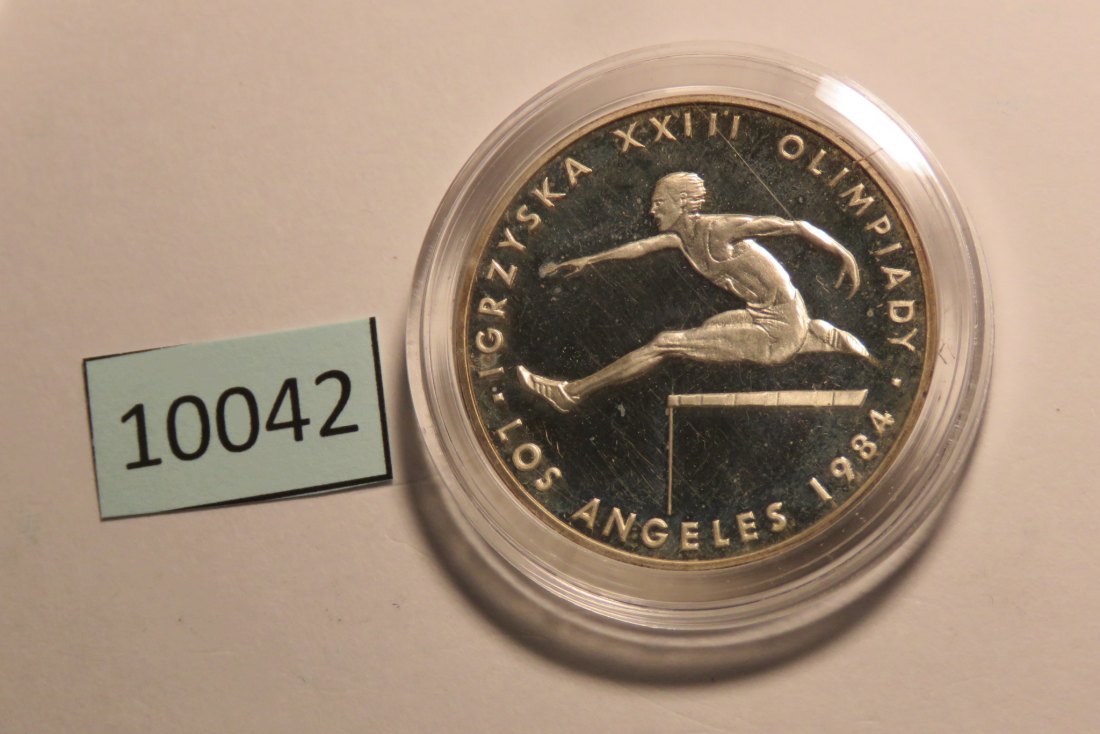 10042
· IGRZYSKA XXIII OLIMPIADY ·
LOS ANGELES 1984